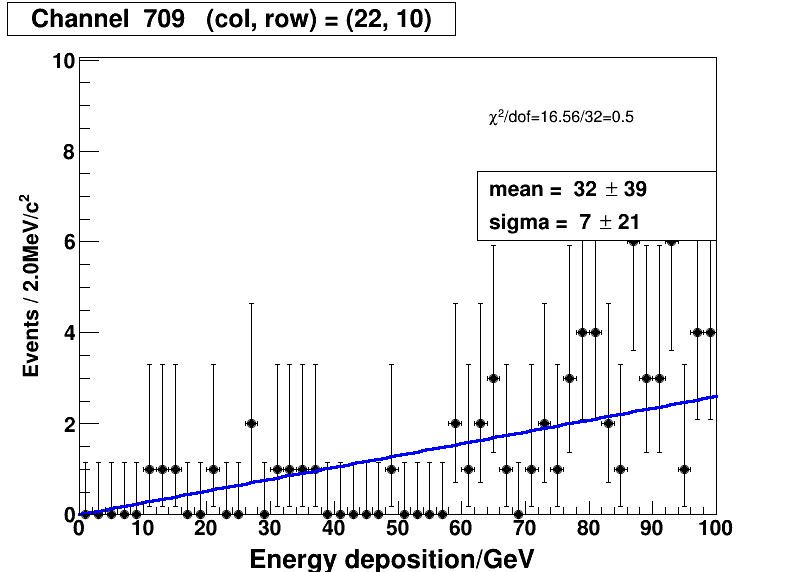 Channel 709 (col, row) = (22, 10)
χ²/dof=16.56/32=0.5
mean = 32 ± 39
sigma = 7 ± 21
Events / 2.0MeV/c²
10
8
6
4
2
0
0 10 20 30 40 50 60 70 80 90 100
Energy deposition/GeV